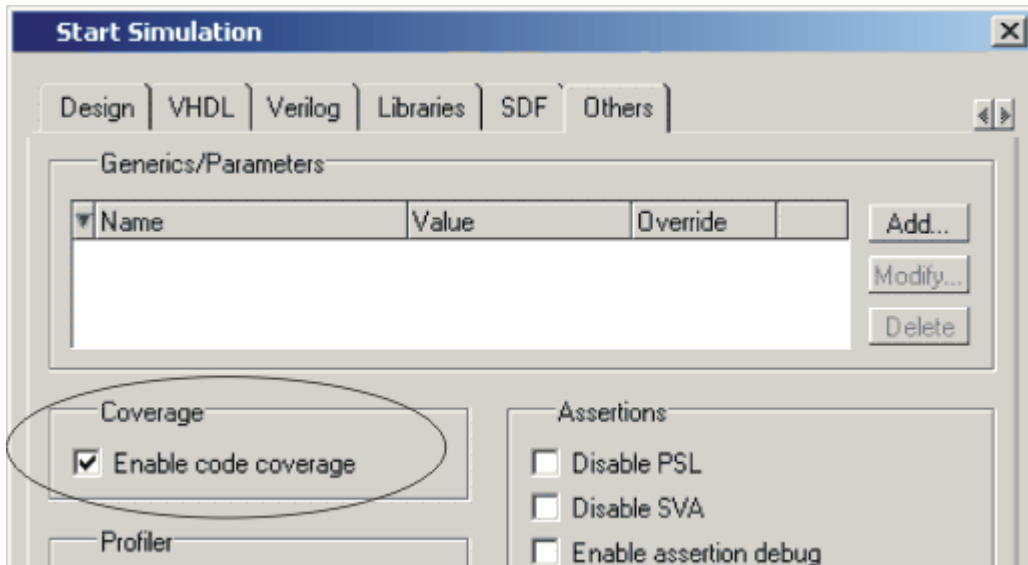 Start Simulation
Design VHDL Verilog Libraries SDF Others
Generics/Parameters
Name Value Override
Add...
Modify...
Delete
Coverage
Enable code coverage
Assertions
Disable PSL
Disable SVA
Enable assertion debug
Profiler